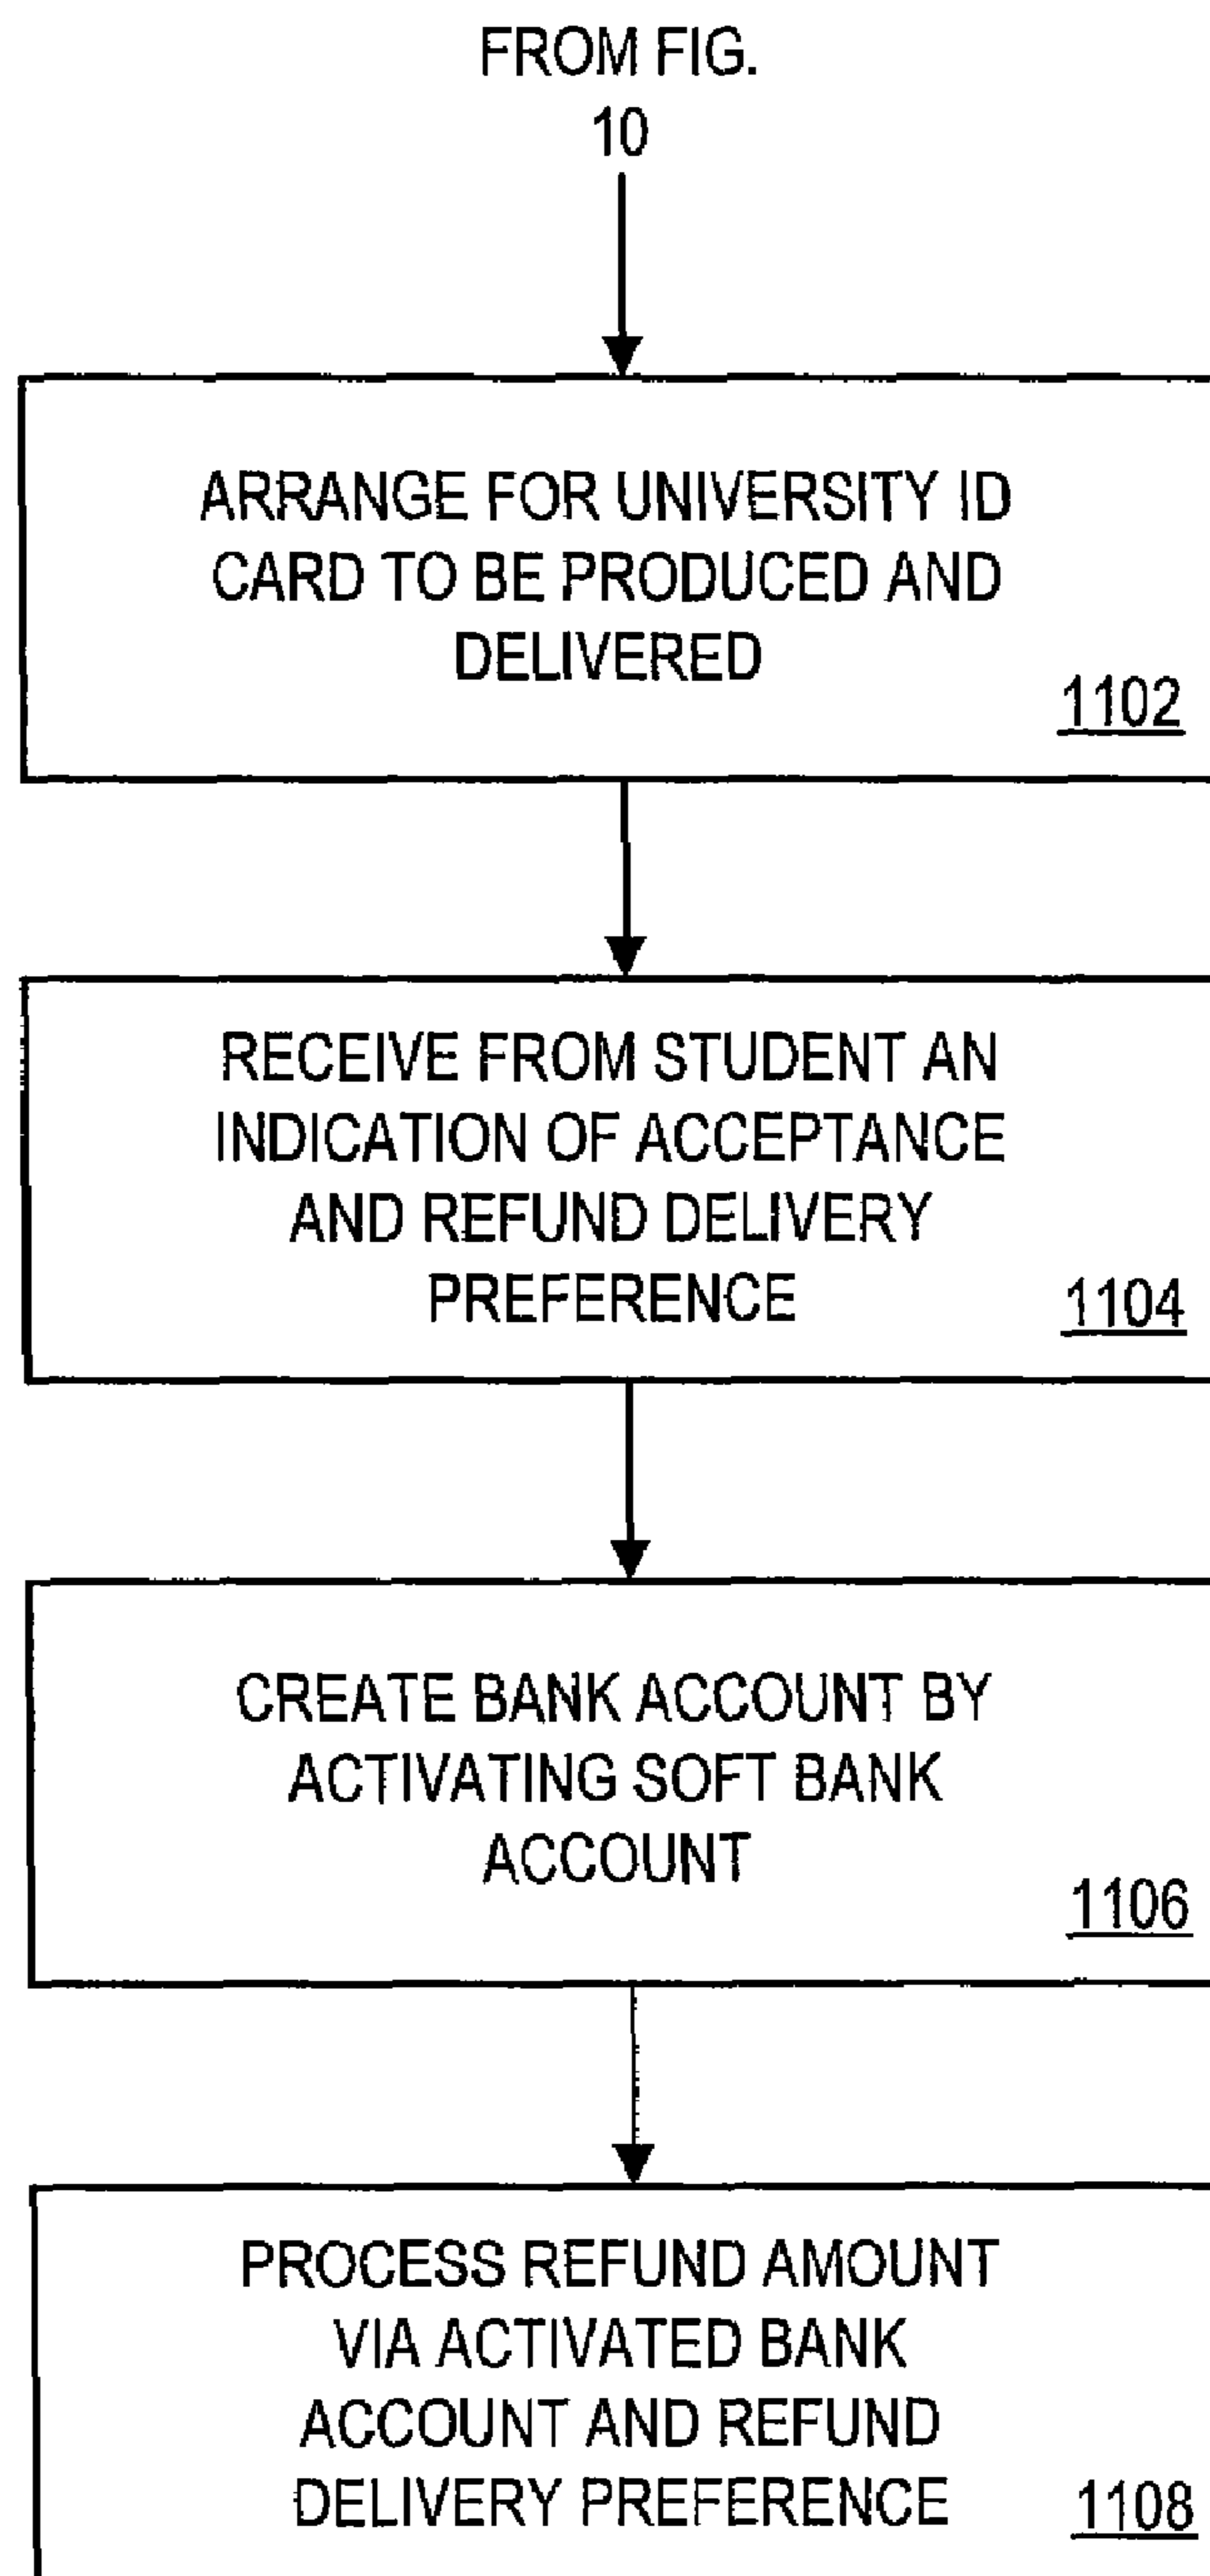 FROM FIG.
10
ARRANGE FOR UNIVERSITY ID
CARD TO BE PRODUCED AND
DELIVERED
1102
RECEIVE FROM STUDENT AN
INDICATION OF ACCEPTANCE
AND REFUND DELIVERY
PREFERENCE
1104
CREATE BANK ACCOUNT BY
ACTIVATING SOFT BANK
ACCOUNT
1106
PROCESS REFUND AMOUNT
VIA ACTIVATED BANK
ACCOUNT AND REFUND
DELIVERY PREFERENCE
1108